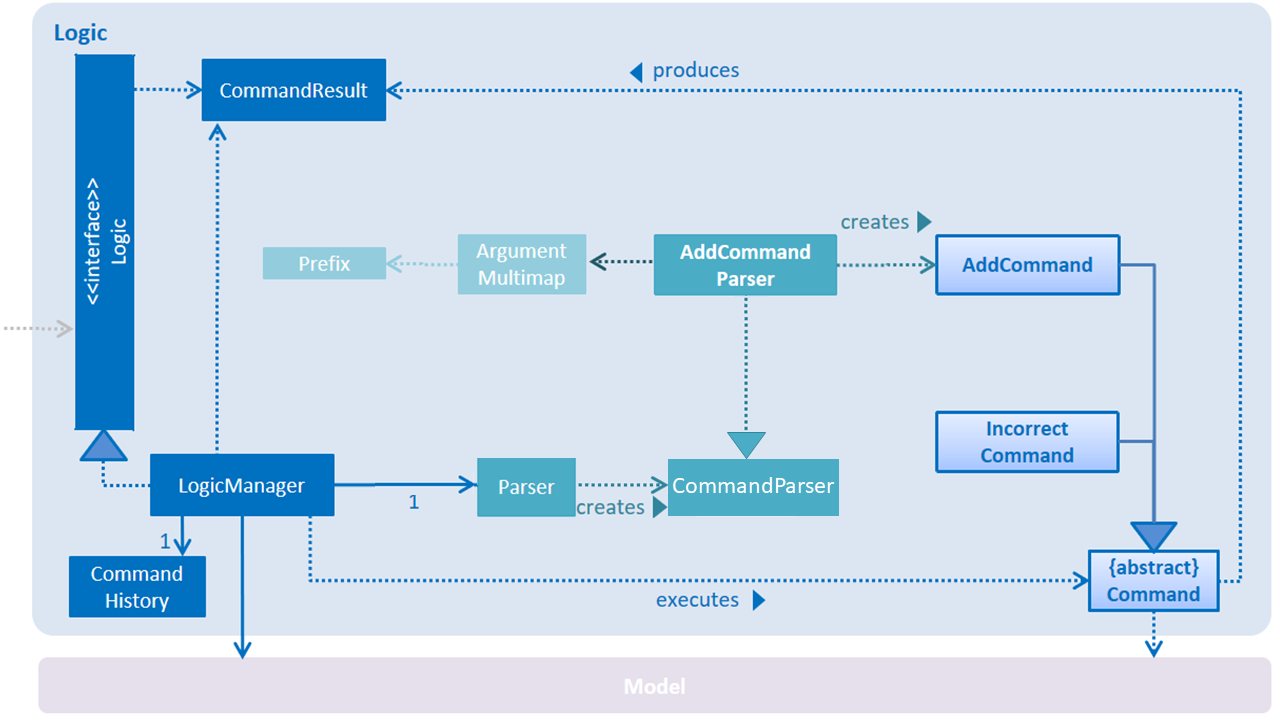 Logic
<<interface>>
Logic
CommandResult
produces
creates
Prefix
Argument
Multimap
AddCommand
Parser
AddCommand
Incorrect
Command
LogicManager
1
Parser
creates
CommandParser
1
Command
History
executes
{abstract}
Command
Model